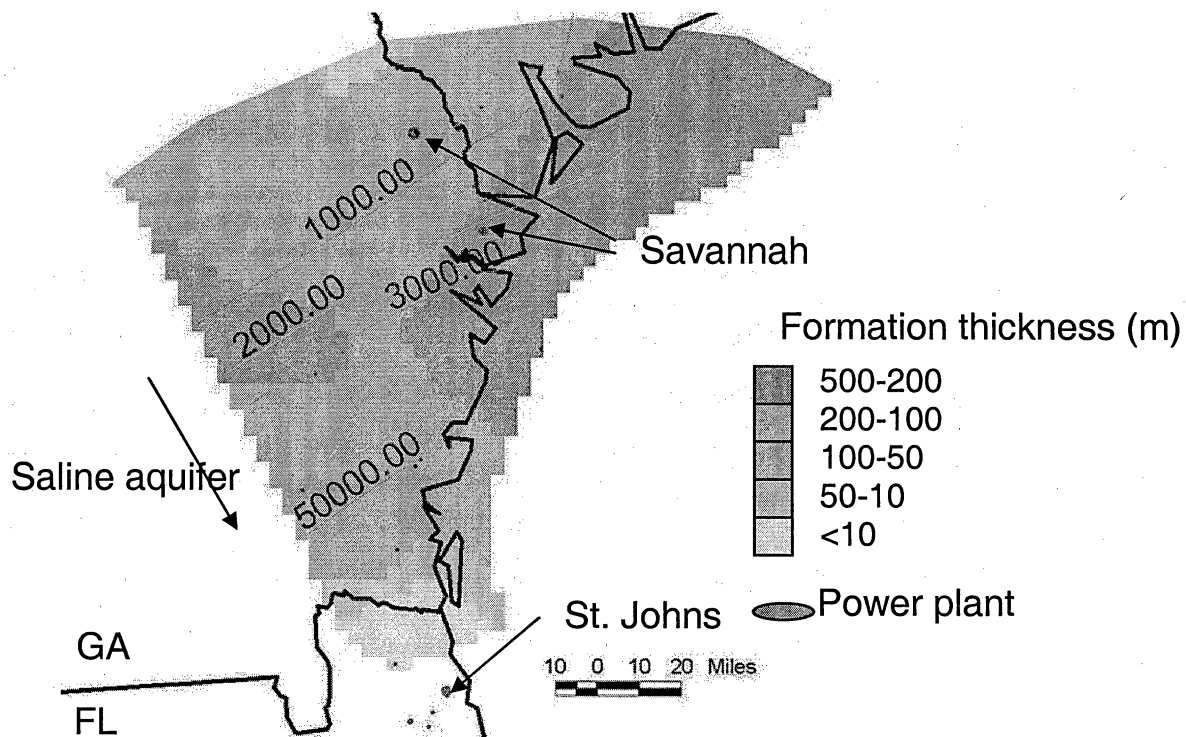 1000.00
Savannah
3000.00
2000.00
Formation thickness (m)
500-200
200-100
100-50
50-10
<10
50000.00
Saline aquifer
Power plant
St. Johns
GA
10 0 10 20 Miles
FL